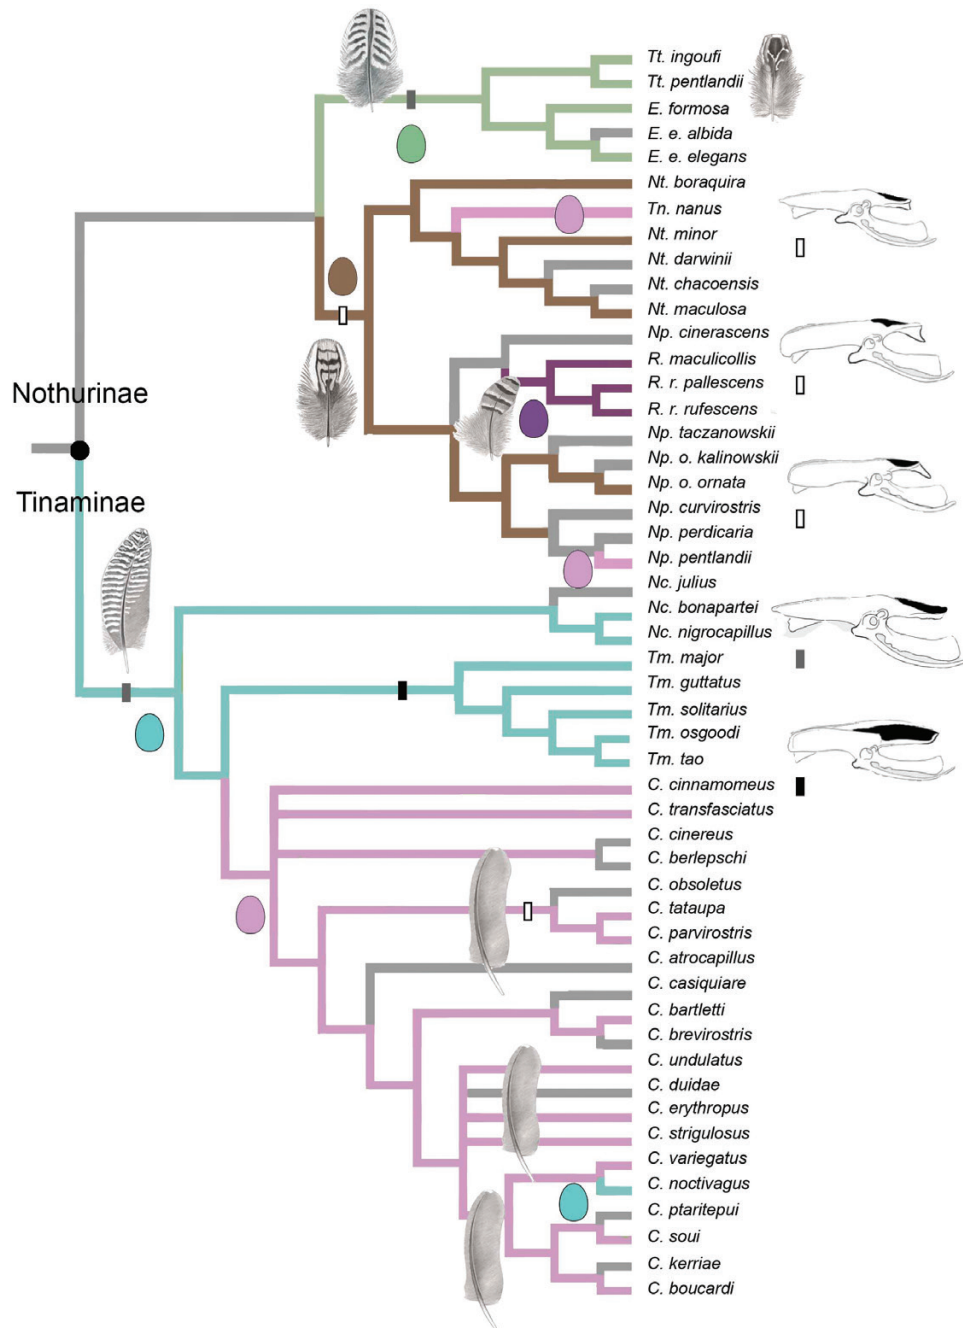 Tt. ingoufi
Tt. pentlandii
E. formosa
E. e. albida
E. e. elegans
Nt. boraquira
Tn. nanus
Nt. minor
Nt. darwinii
Nt. chacoensis
Nt. maculosa
Np. cinerascens
R. maculicollis
R. r. pallescens
R. r. rufescens
Nothurinae
Np. taczanowskii
Np. o. kalinowskii
Np. o. ornata
Tinaminae
Np. curvirostris
Np. perdicaria
Np. pentlandii
Nc. julius
Nc. bonapartei
Nc. nigrocapillus
Tm. major
Tm. guttatus
Tm. solitarius
Tm. osgoodi
Tm. tao
C. cinnamomeus
C. transfasciatus
C. cinereus
C. berlepschi
C. obsoletus
C. tataupa
C. parvirostris
C. atrocapillus
C. casiquiare
C. bartletti
C. brevirostris
C. undulatus
C. duidae
C. erythropus
C. strigulosus
C. variegatus
C. noctivagus
C. ptaritepui
C. soui
C. kerriae
C. boucardi